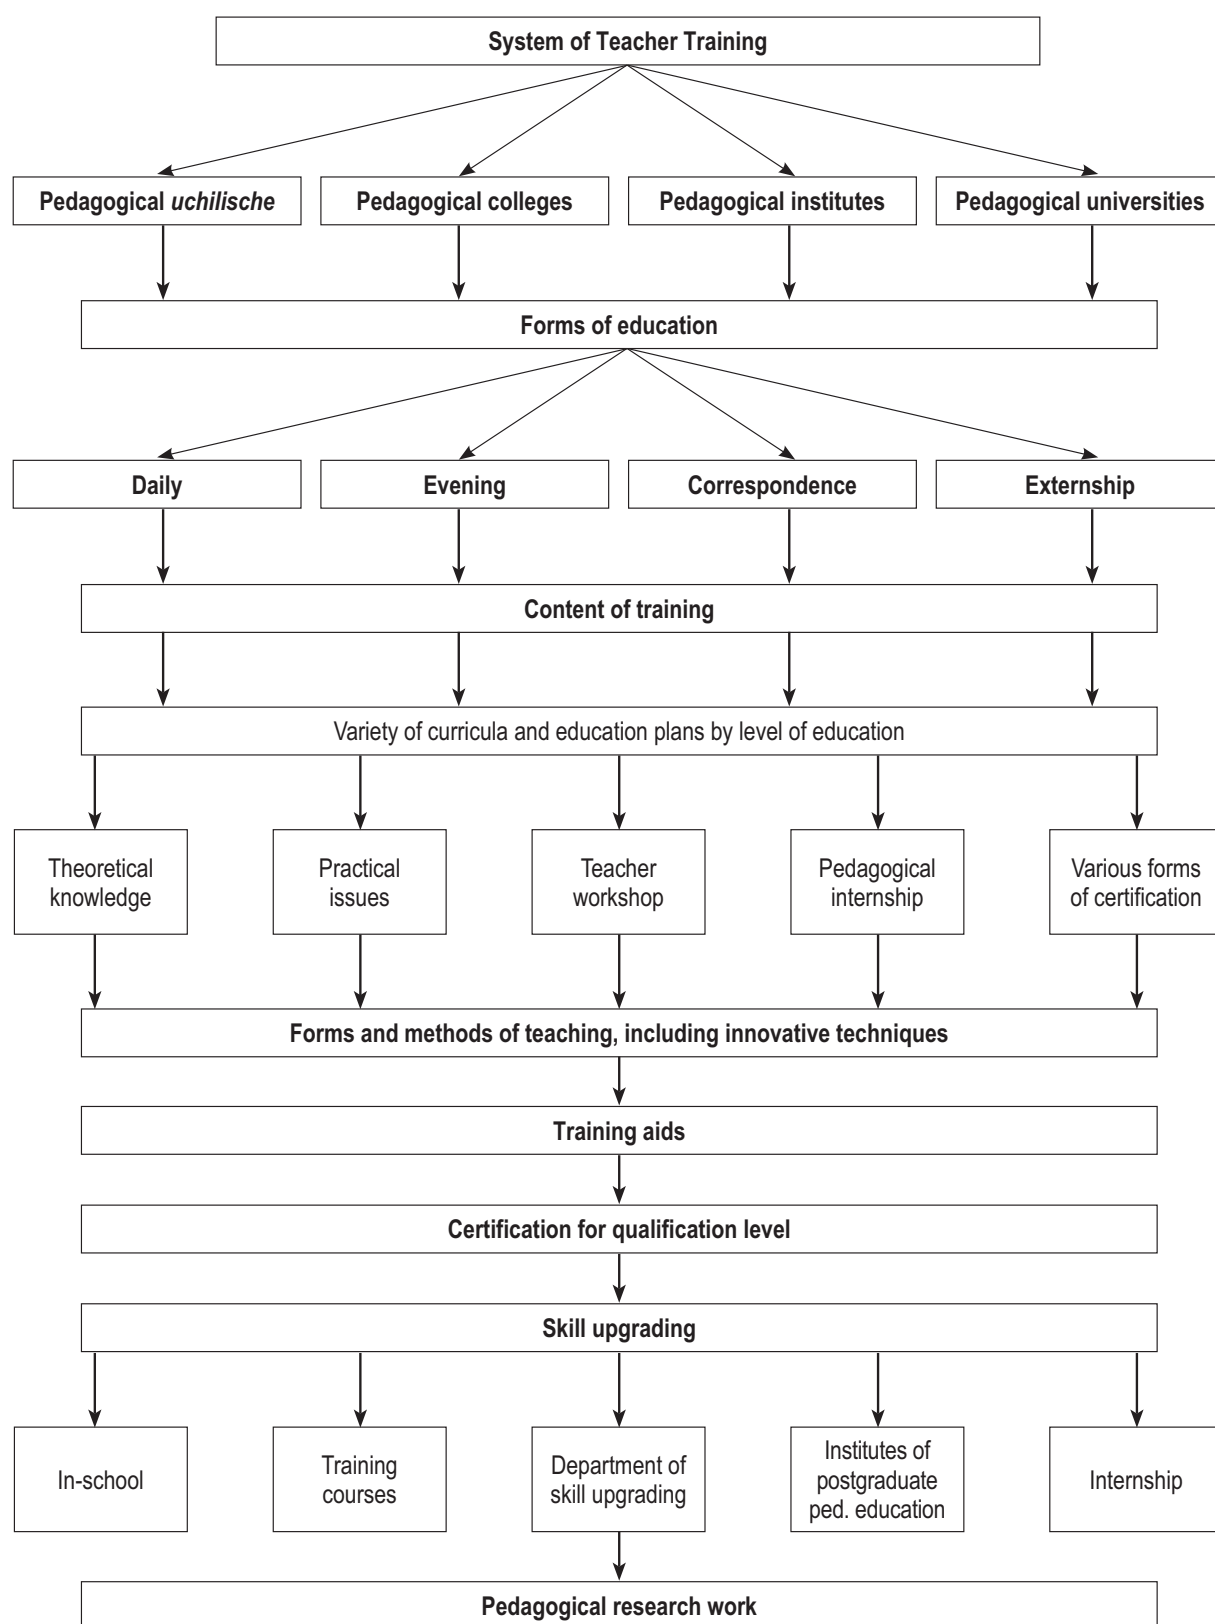 System of Teacher Training
Pedagogical uchilische
Pedagogical colleges
Pedagogical institutes
Pedagogical universities
Forms of education
Daily
Evening
Correspondence
Externship
Content of training
Variety of curricula and education plans by level of education
Theoretical
knowledge
Practical
issues
Teacher
workshop
Pedagogical
internship
Various forms
of certification
Forms and methods of teaching, including innovative techniques
Training aids
Certification for qualification level
Skill upgrading
In-school
Training
courses
Department of
skill upgrading
Institutes of
postgraduate
ped. education
Internship
Pedagogical research work